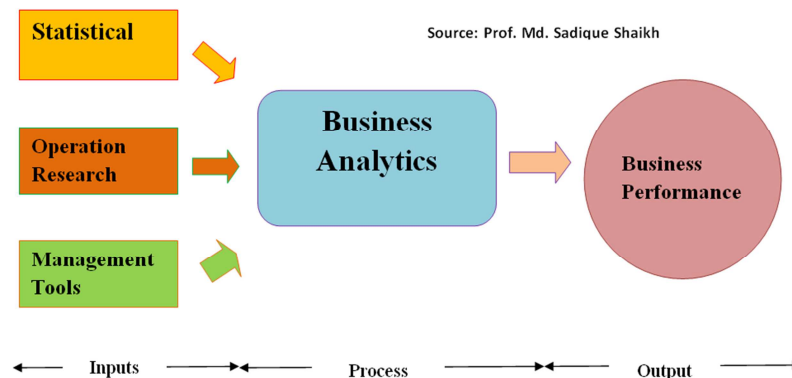 Statistical
Source: Prof. Md. Sadique Shaikh
Operation
Research
Management
Tools
Business
Analytics
Business
Performance
Inputs
Process
Output